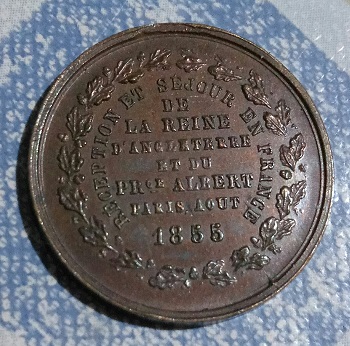 RÉCEPTION ET SÉJOUR EN FRANCE
DE
LA REINE
D'ANGLETERRE
ET DU
PRCE ALBERT
PARIS, AOUT
1855